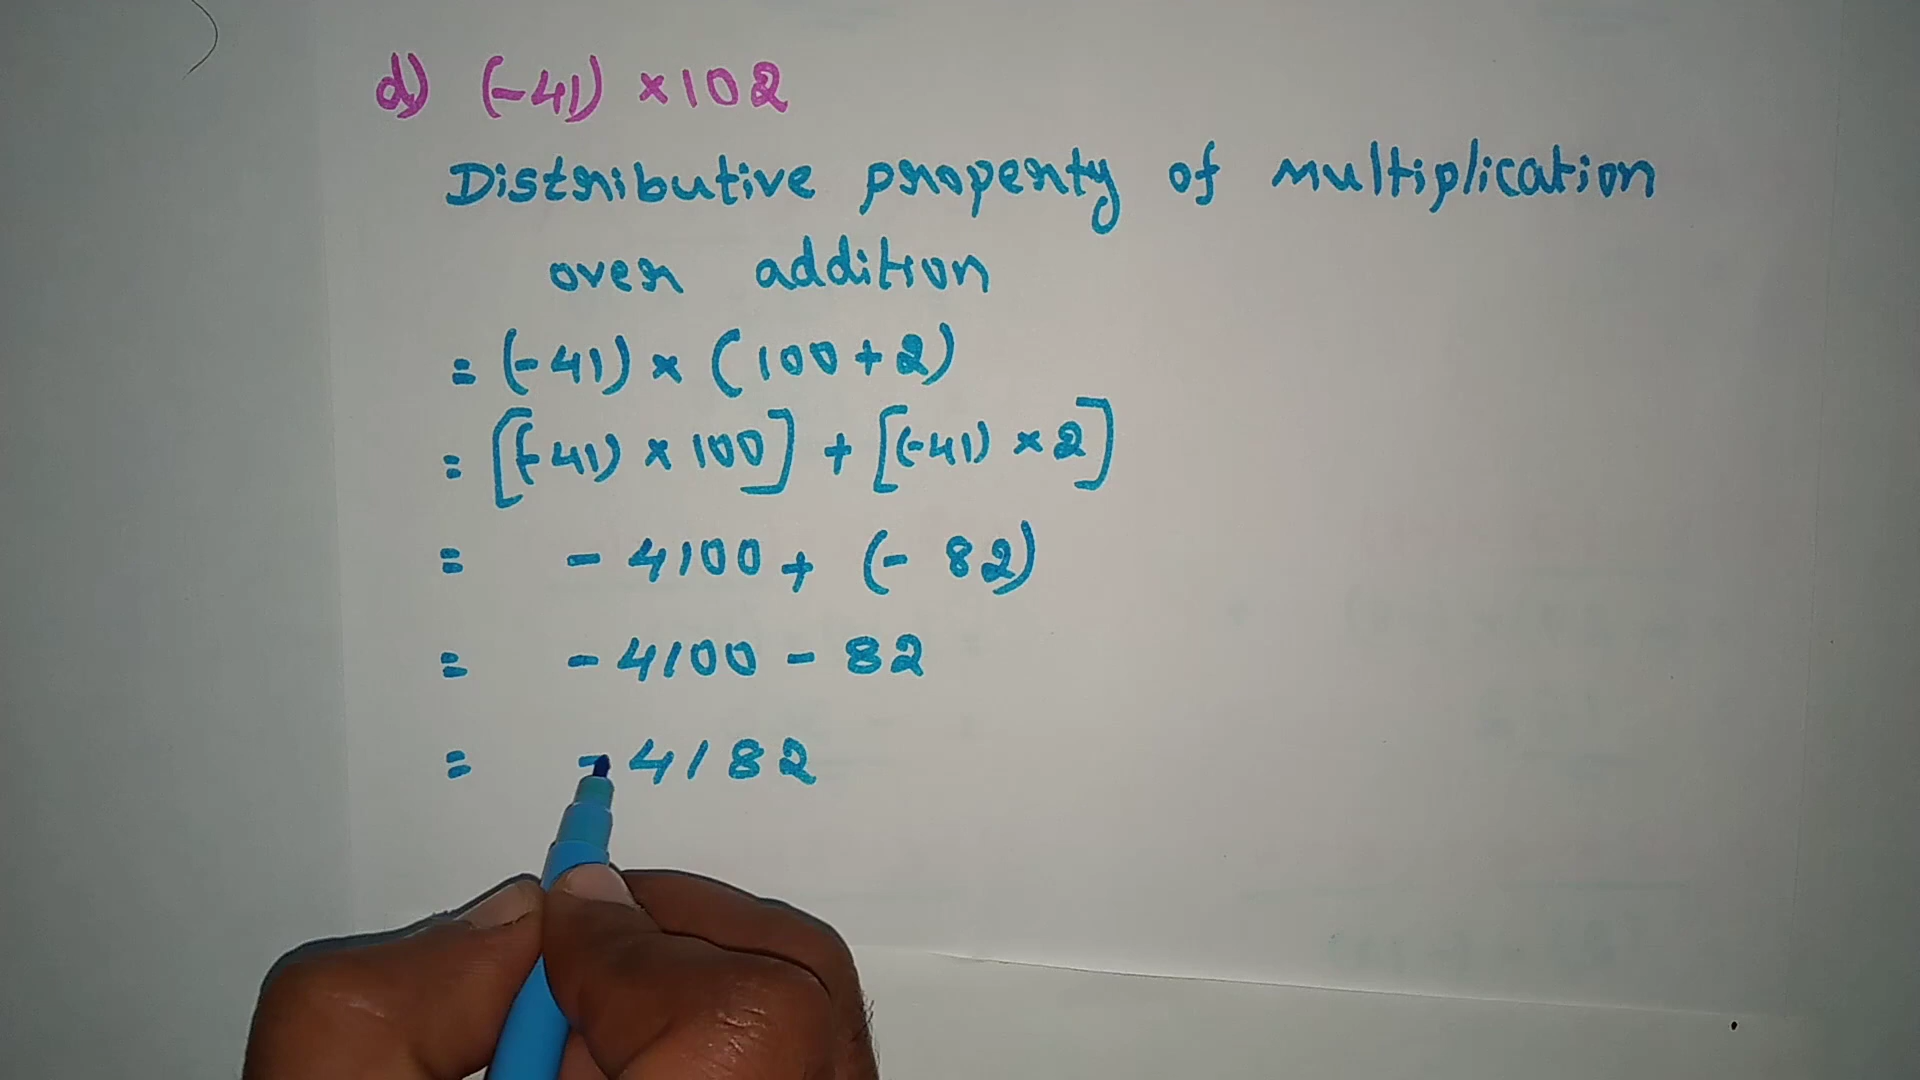 d) (-41) × 102
Distributive property of multiplication
over addition
= (-41) × (100 + 2)
= [(-41) × 100] + [(-41) × 2]
= - 4100 + (- 82)
= - 4100 - 82
= - 4182